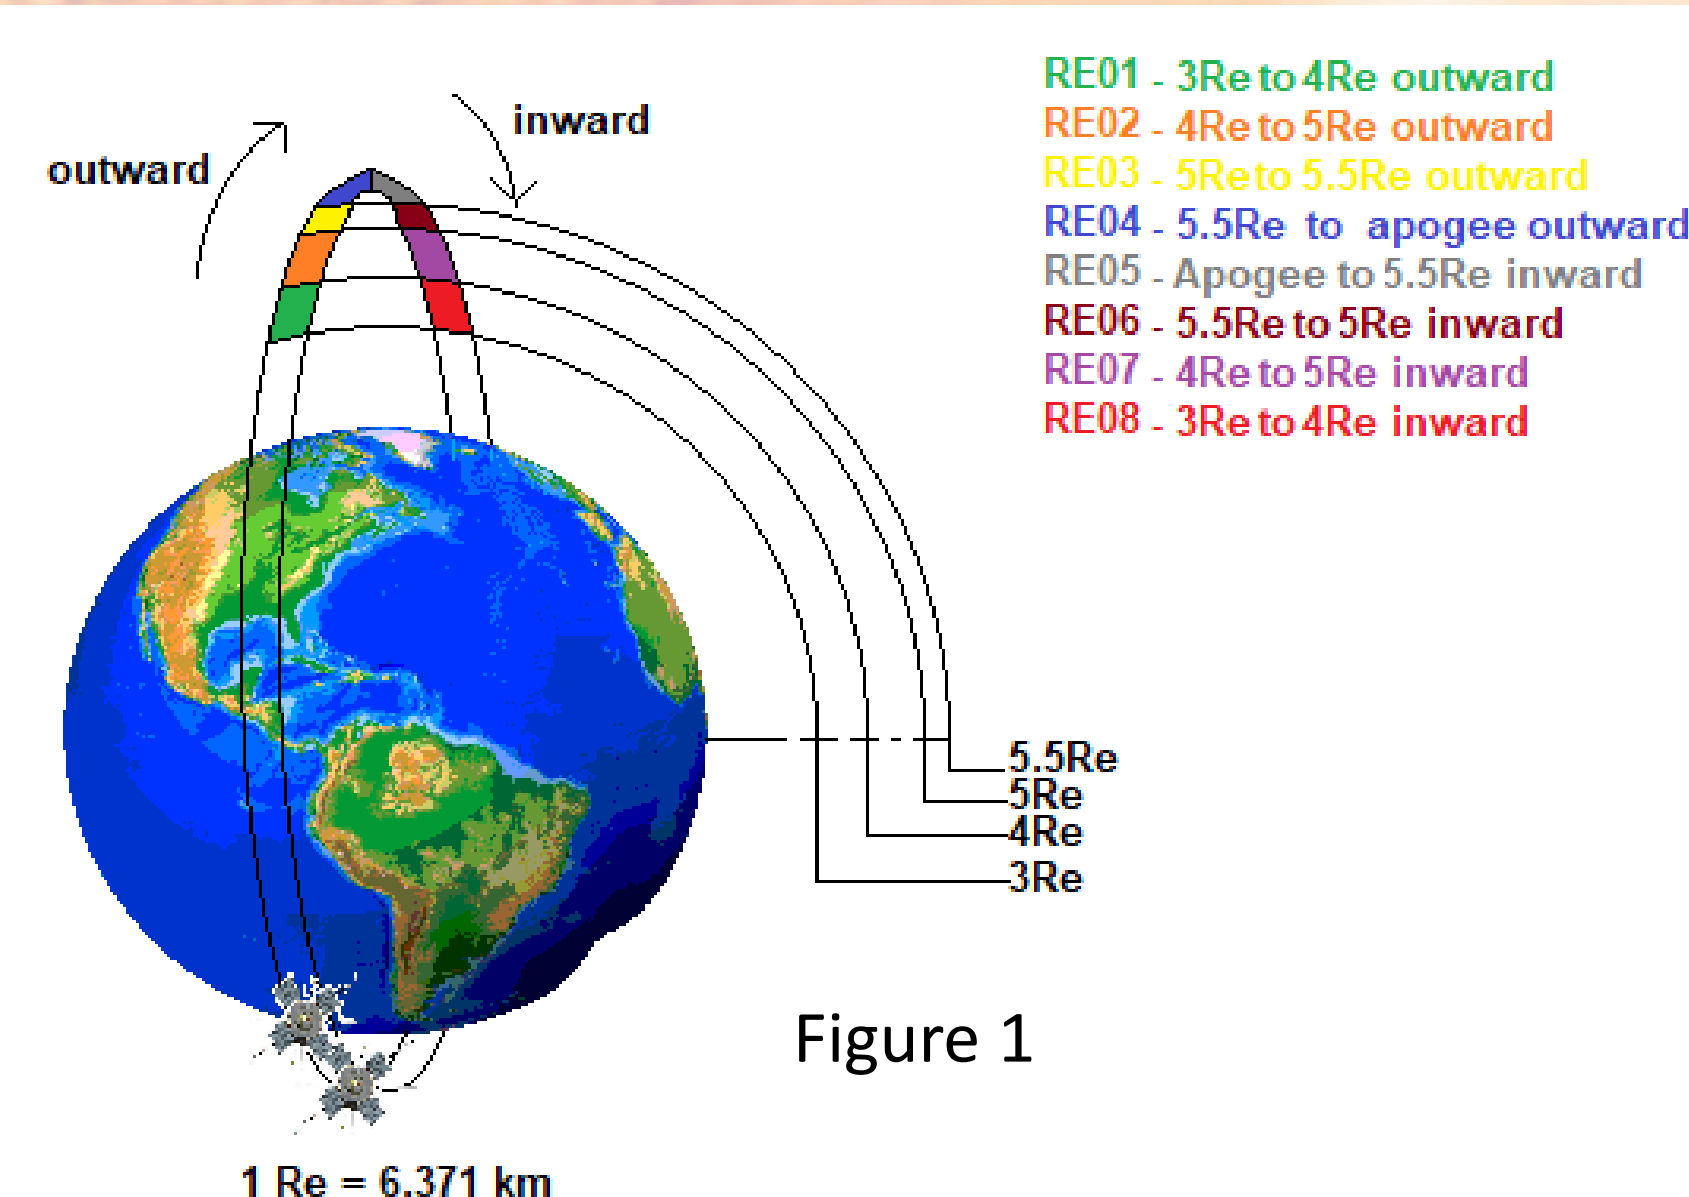 outward
inward
RE01 - 3Re to 4Re outward
RE02 - 4Re to 5Re outward
RE03 - 5Re to 5.5Re outward
RE04 - 5.5Re to apogee outward
RE05 - Apogee to 5.5Re inward
RE06 - 5.5Re to 5Re inward
RE07 - 4Re to 5Re inward
RE08 - 3Re to 4Re inward
5.5Re
5Re
4Re
3Re
Figure 1
1 Re = 6.371 km